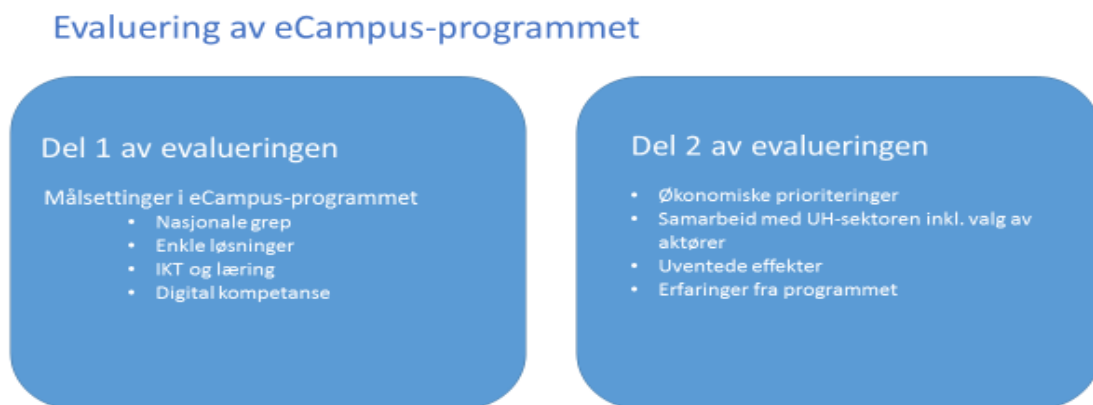 Evaluering av eCampus-programmet
Del 1 av evalueringen
Målsettinger i eCampus-programmet
• Nasjonale grep
• Enkle løsninger
• IKT og læring
• Digital kompetanse
Del 2 av evalueringen
• Økonomiske prioriteringer
• Samarbeid med UH-sektoren inkl. valg av
aktører
• Uventede effekter
• Erfaringer fra programmet